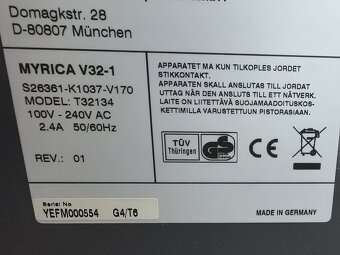 Domagkstr. 28
D-80807 München
MYRICA V32-1
S26361-K1037-V170
MODEL: T32134
100V - 240V AC
2.4A 50/60Hz
REV.: 01
APPARATET MA KUN TILKOPLES JORDET
STIKKONTAKT.
APPARATEN SKALL ANSLUTAS TILL JORDAT
UTTAG NÄR DEN ANSLUTS TILL ETT NÄTVERK.
LAITE ON LIITETTÄVÄ SUOJAMAADOITUSKOS-
KETTIMILLA VARUSTETTUUN PISTORASIAAN.
TÜV
Thüringen
GS
Serial No
YEFM000554 G4/T6
MADE IN GERMANY